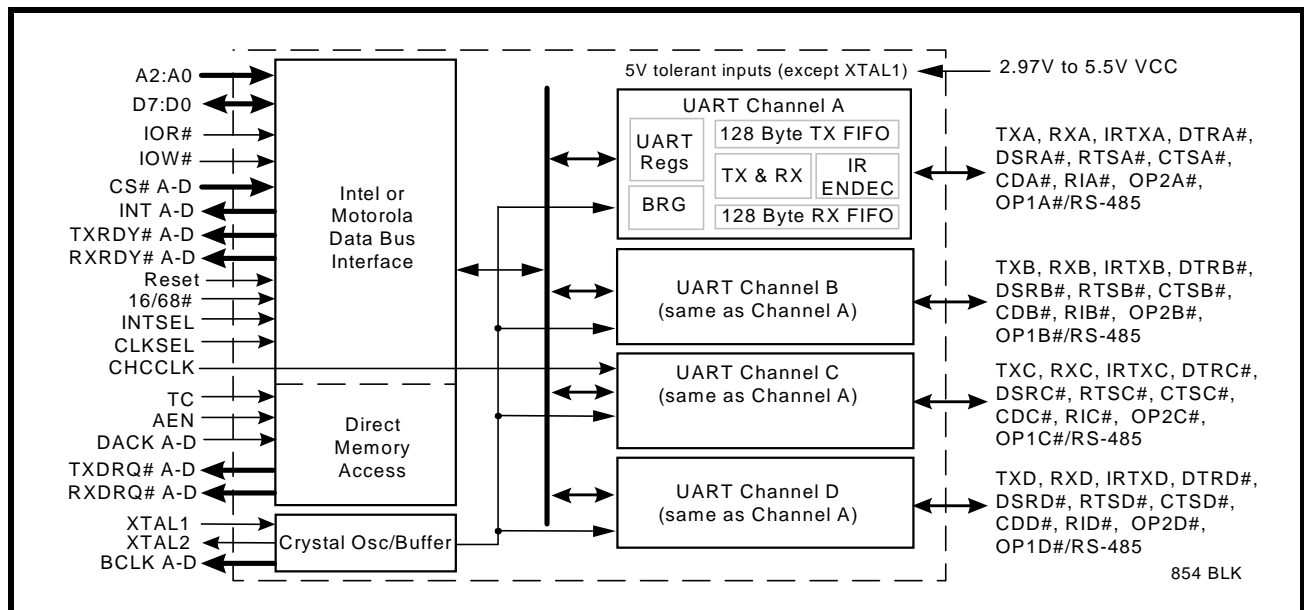 A2:A0
D7:D0
IOR#
IOW#
CS# A-D
INT A-D
TXRDY# A-D
RXRDY# A-D
Reset
16/68#
INTSEL
CLKSEL
CHCCLK
TC
AEN
DACK A-D
TXDRQ# A-D
RXDRQ# A-D
XTAL1
XTAL2
BCLK A-D
Intel or
Motorola
Data Bus
Interface
Direct
Memory
Access
Crystal Osc/Buffer
5V tolerant inputs (except XTAL1)
2.97V to 5.5V VCC
UART Channel A
UART
Regs
BRG
128 Byte TX FIFO
TX & RX
IR
ENDEC
128 Byte RX FIFO
TXA, RXA, IRTXA, DTRA#,
DSRA#, RTSA#, CTSA#,
CDA#, RIA#, OP2A#,
OP1A#/RS-485
UART Channel B
(same as Channel A)
TXB, RXB, IRTXB, DTRB#,
DSRB#, RTSB#, CTSB#,
CDB#, RIB#, OP2B#,
OP1B#/RS-485
UART Channel C
(same as Channel A)
TXC, RXC, IRTXC, DTRC#,
DSRC#, RTSC#, CTSC#,
CDC#, RIC#, OP2C#,
OP1C#/RS-485
UART Channel D
(same as Channel A)
TXD, RXD, IRTXD, DTRD#,
DSRD#, RTSD#, CTSD#,
CDD#, RID#, OP2D#,
OP1D#/RS-485
854 BLK